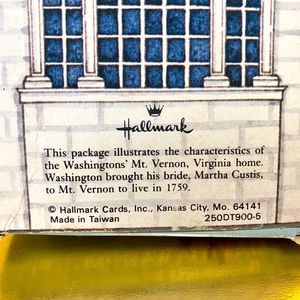 Hallmark
This package illustrates the characteristics of
the Washingtons' Mt. Vernon, Virginia home.
Washington brought his bride, Martha Custis,
to Mt. Vernon to live in 1759.
© Hallmark Cards, Inc., Kansas City, Mo. 64141
Made in Taiwan 250DT900-5